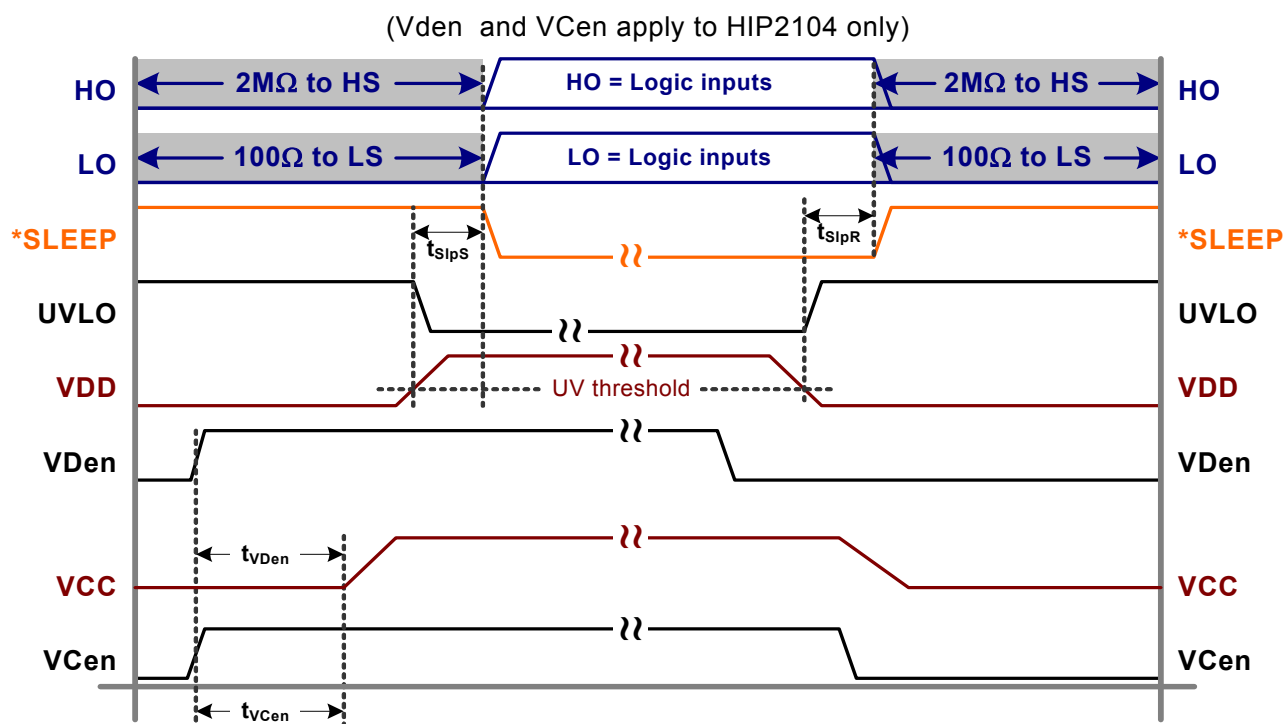 (Vden and VCen apply to HIP2104 only)
HO 2MΩ to HS HO = Logic inputs 2MΩ to HS HO
LO 100Ω to LS LO = Logic inputs 100Ω to LS LO
*SLEEP tSlpS tSlpR *SLEEP
UVLO UVLO
VDD UV threshold VDD
VDen VDen
tVDen
VCC VCC
VCen VCen
tVCen